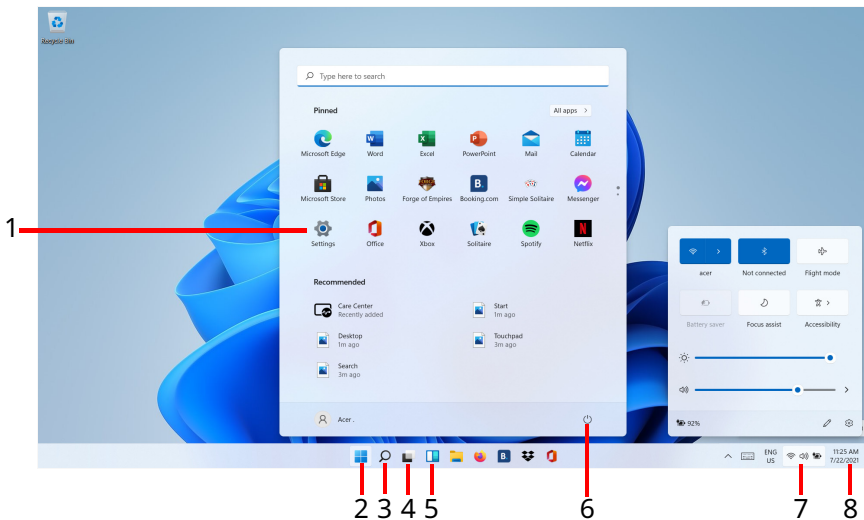 Recycle Bin
Type here to search
Pinned
All apps >
Microsoft Edge Word Excel PowerPoint Mail Calendar
Microsoft Store Photos Forge of Empires Booking.com Simple Solitaire Messenger
1
Settings Office Xbox Solitaire Spotify Netflix
Recommended
Care Center
Recently added
Start
1m ago
Desktop
1m ago
Touchpad
3m ago
Search
3m ago
Acer .
acer Not connected Flight mode
Battery saver Focus assist Accessibility
92%
ENG
US
11:25 AM
7/22/2021
2 3 4 5 6 7 8